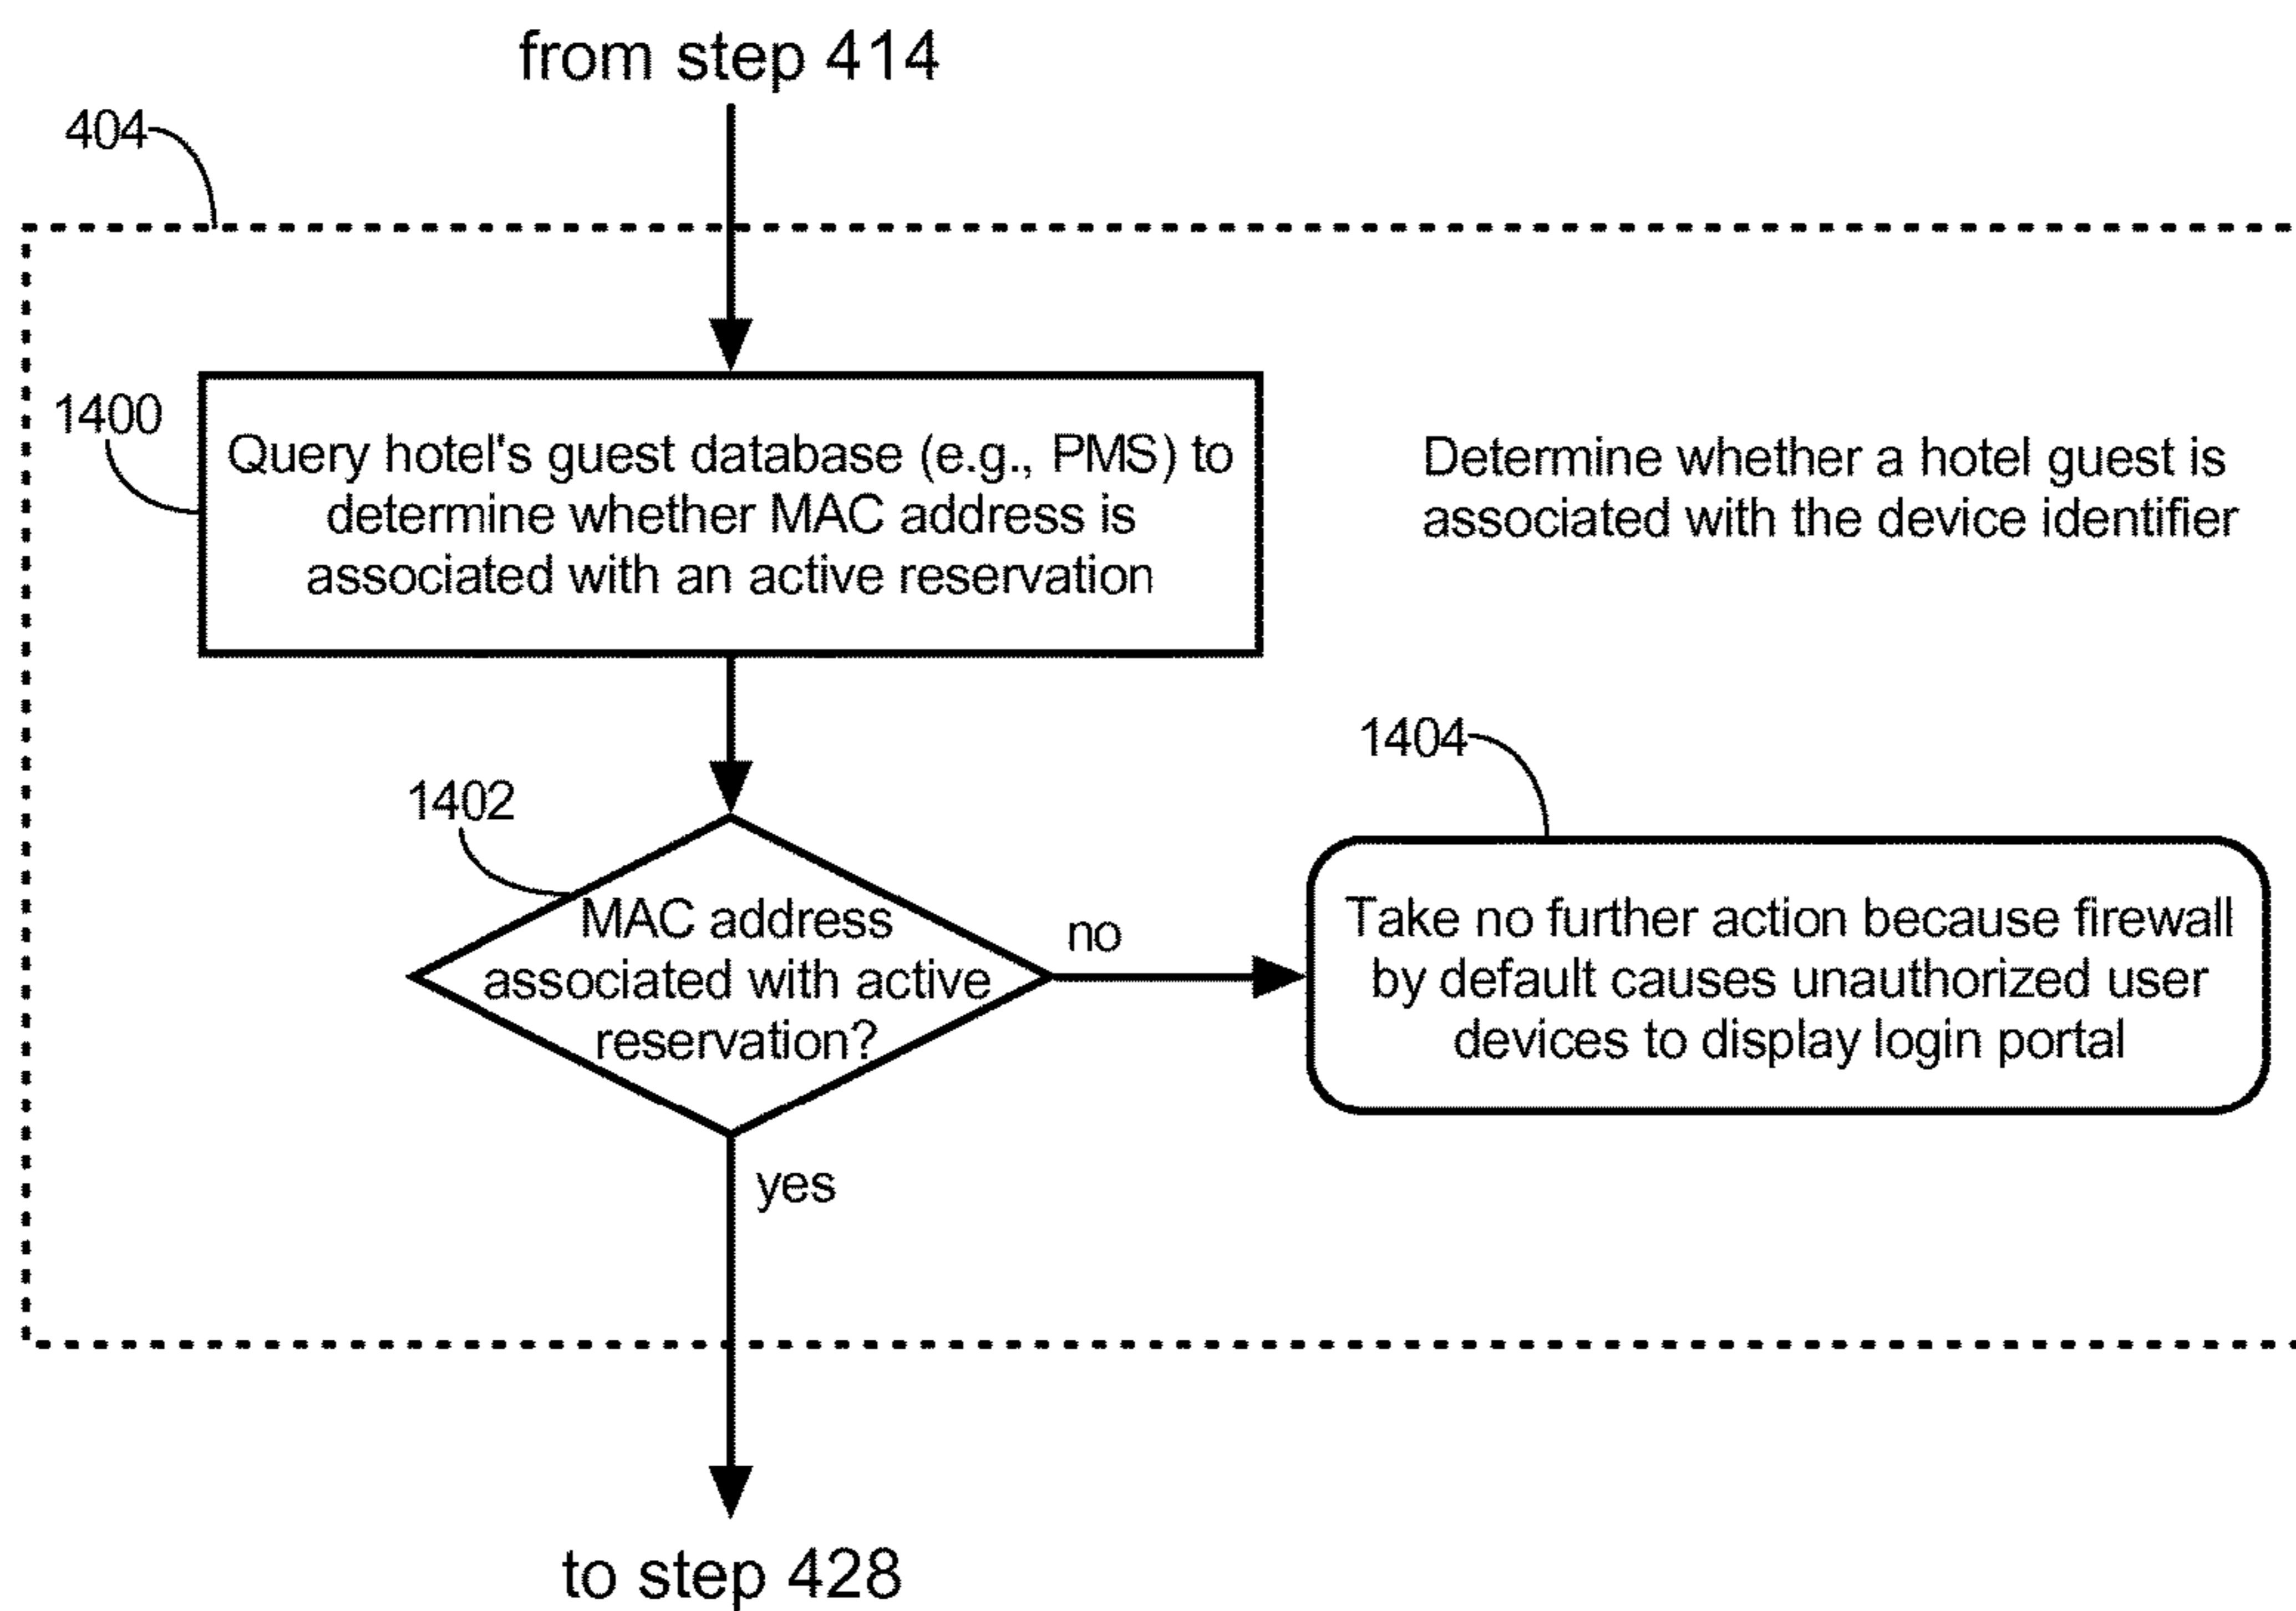 from step 414
404
1400
Query hotel's guest database (e.g., PMS) to
determine whether MAC address is
associated with an active reservation
Determine whether a hotel guest is
associated with the device identifier
1402
MAC address
associated with active
reservation?
no
1404
Take no further action because firewall
by default causes unauthorized user
devices to display login portal
yes
to step 428